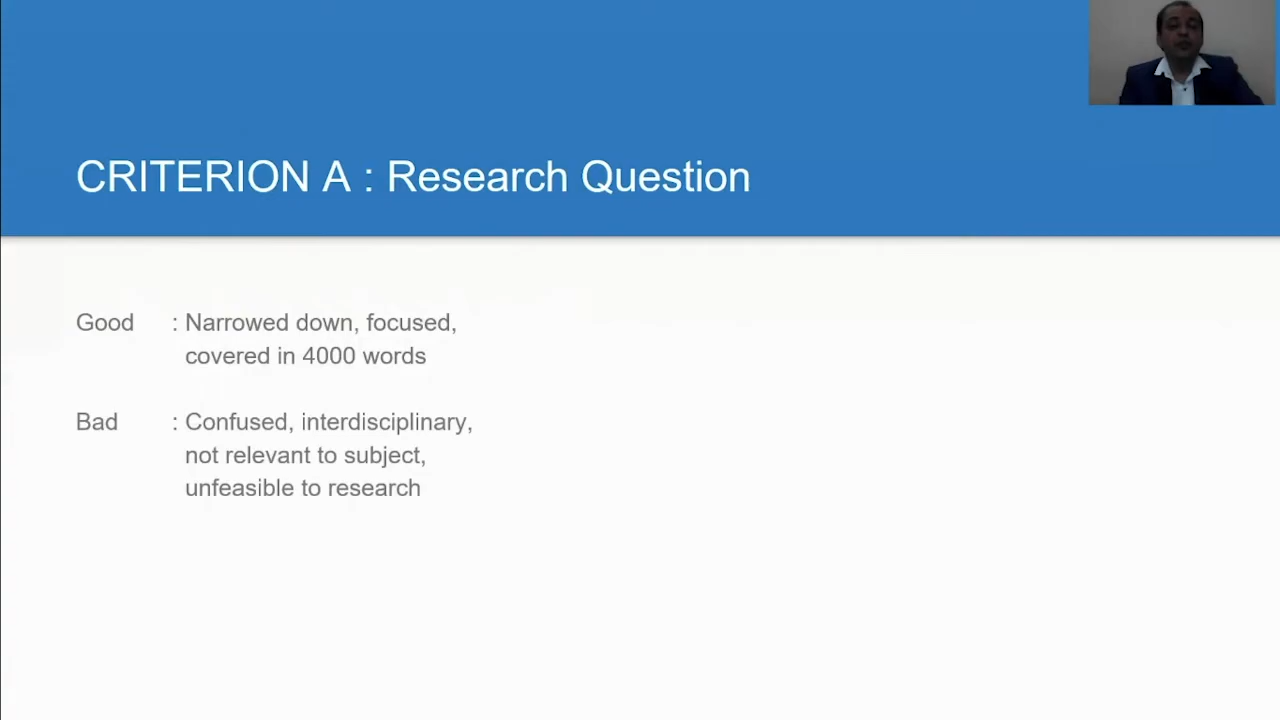 CRITERION A : Research Question
Good : Narrowed down, focused,
covered in 4000 words
Bad : Confused, interdisciplinary,
not relevant to subject,
unfeasible to research